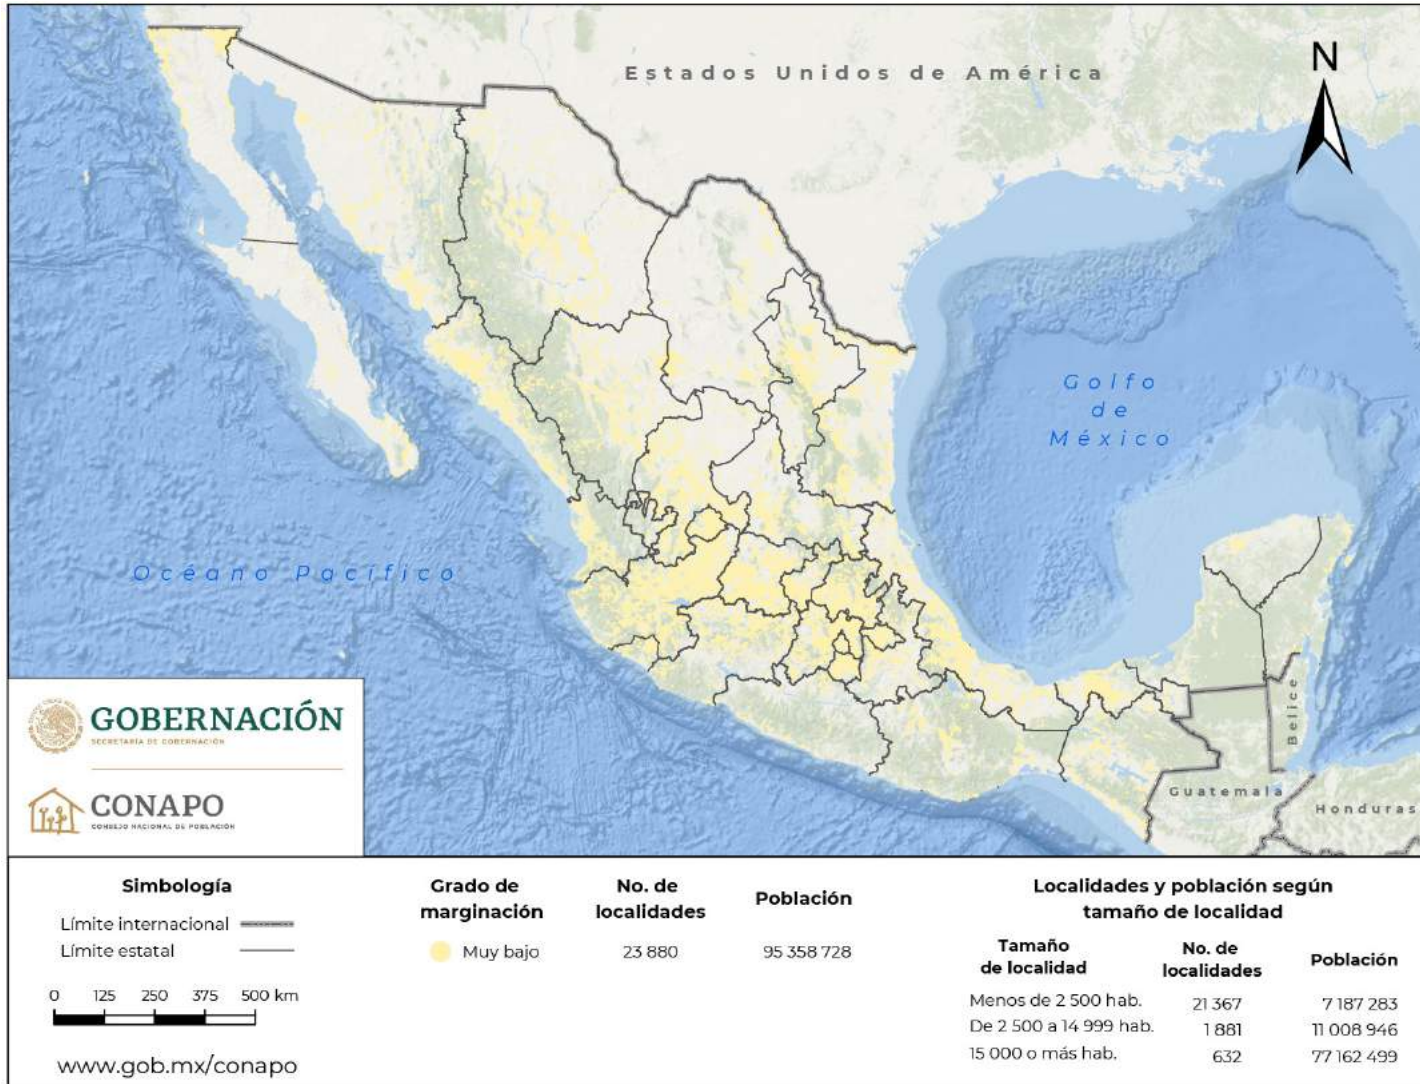 Estados Unidos de América
N
Golfo
de
México
Océano Pacífico
Belice
Guatemala
Honduras
GOBERNACIÓN
SECRETARÍA DE GOBERNACIÓN
CONAPO
CONSEJO NACIONAL DE POBLACIÓN
Simbología
Límite internacional
Límite estatal
0 125 250 375 500 km
www.gob.mx/conapo
Grado de marginación No. de localidades Población
Muy bajo 23 880 95 358 728
Localidades y población según
tamaño de localidad
Tamaño de localidad No. de localidades Población
Menos de 2 500 hab. 21 367 7 187 283
De 2 500 a 14 999 hab. 1 881 11 008 946
15 000 o más hab. 632 77 162 499